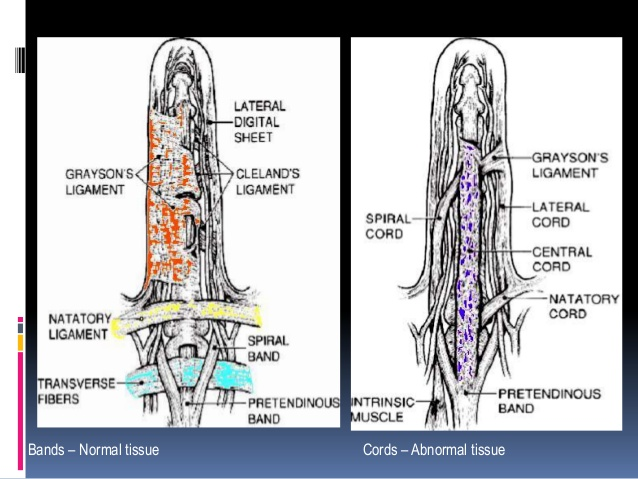 LATERAL
DIGITAL
SHEET
GRAYSON'S
LIGAMENT
CLELAND'S
LIGAMENT
NATATORY
LIGAMENT
SPIRAL
BAND
TRANSVERSE
FIBERS
PRETENDINOUS
BAND
GRAYSON'S
LIGAMENT
LATERAL
CORD
SPIRAL
CORD
CENTRAL
CORD
NATATORY
CORD
PRETENDINOUS
BAND
INTRINSIC
MUSCLE
Bands – Normal tissue
Cords – Abnormal tissue